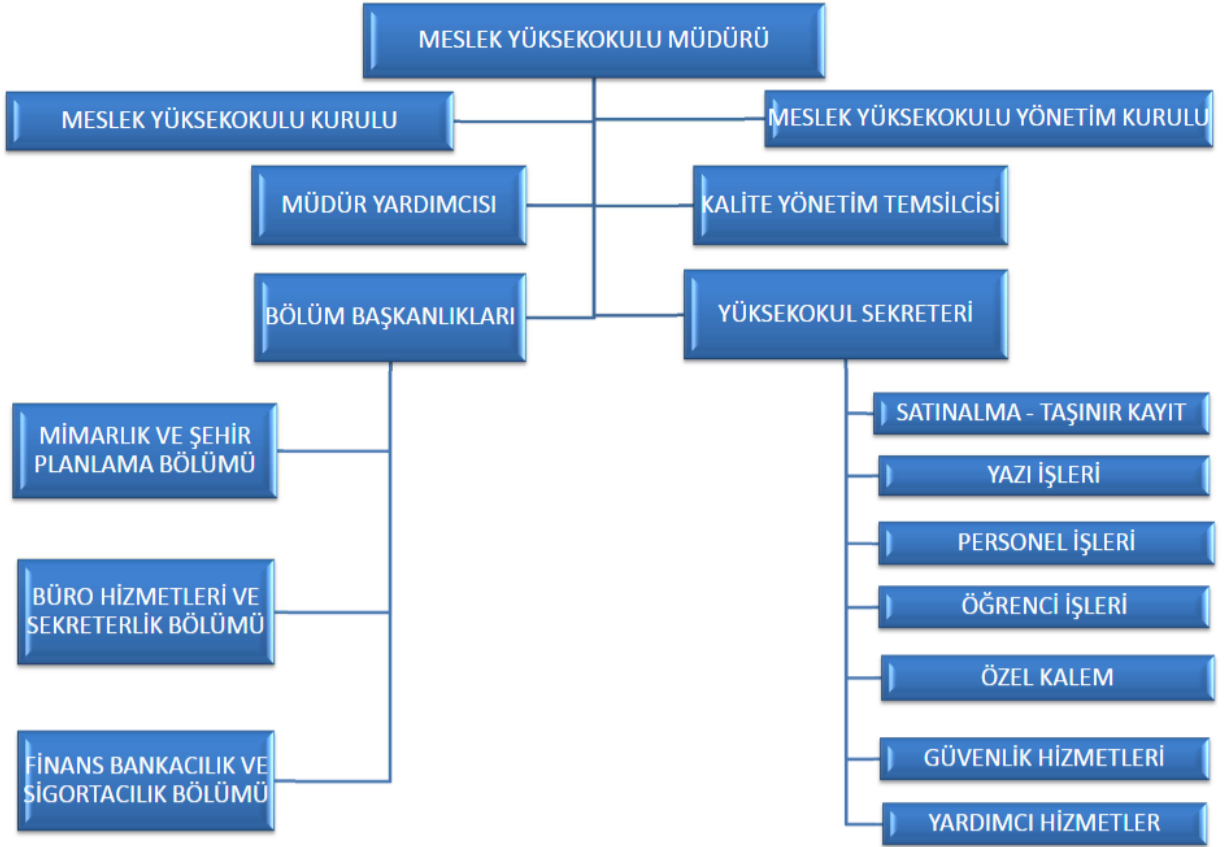 MESLEK YÜKSEKOKULU MÜDÜRÜ
MESLEK YÜKSEKOKULU KURULU
MESLEK YÜKSEKOKULU YÖNETİM KURULU
MÜDÜR YARDIMCISI
KALİTE YÖNETİM TEMSİLCİSİ
BÖLÜM BAŞKANLIKLARI
YÜKSEKOKUL SEKRETERİ
MİMARLIK VE ŞEHİR
PLANLAMA BÖLÜMÜ
BÜRO HİZMETLERİ VE
SEKRETERLİK BÖLÜMÜ
FİNANS BANKACILIK VE
SİGORTACILIK BÖLÜMÜ
SATINALMA - TAŞINIR KAYIT
YAZI İŞLERİ
PERSONEL İŞLERİ
ÖĞRENCİ İŞLERİ
ÖZEL KALEM
GÜVENLİK HİZMETLERİ
YARDIMCI HİZMETLER